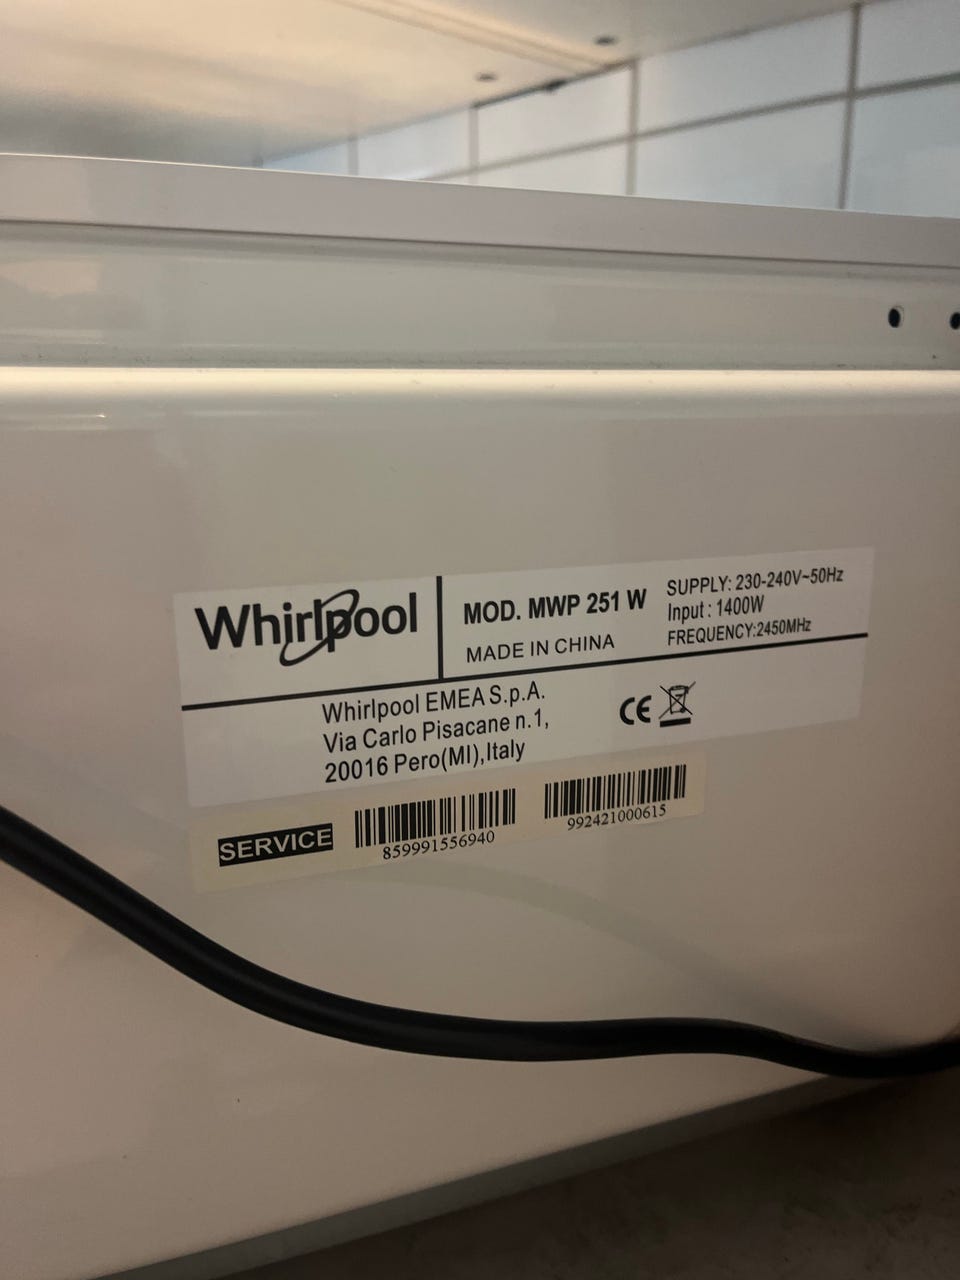 Whirlpool
MOD. MWP 251 W
MADE IN CHINA
SUPPLY: 230-240V~50Hz
Input : 1400W
FREQUENCY:2450MHz
Whirlpool EMEA S.p.A.
Via Carlo Pisacane n.1,
20016 Pero(MI),Italy
CE
SERVICE
859991556940
992421000615